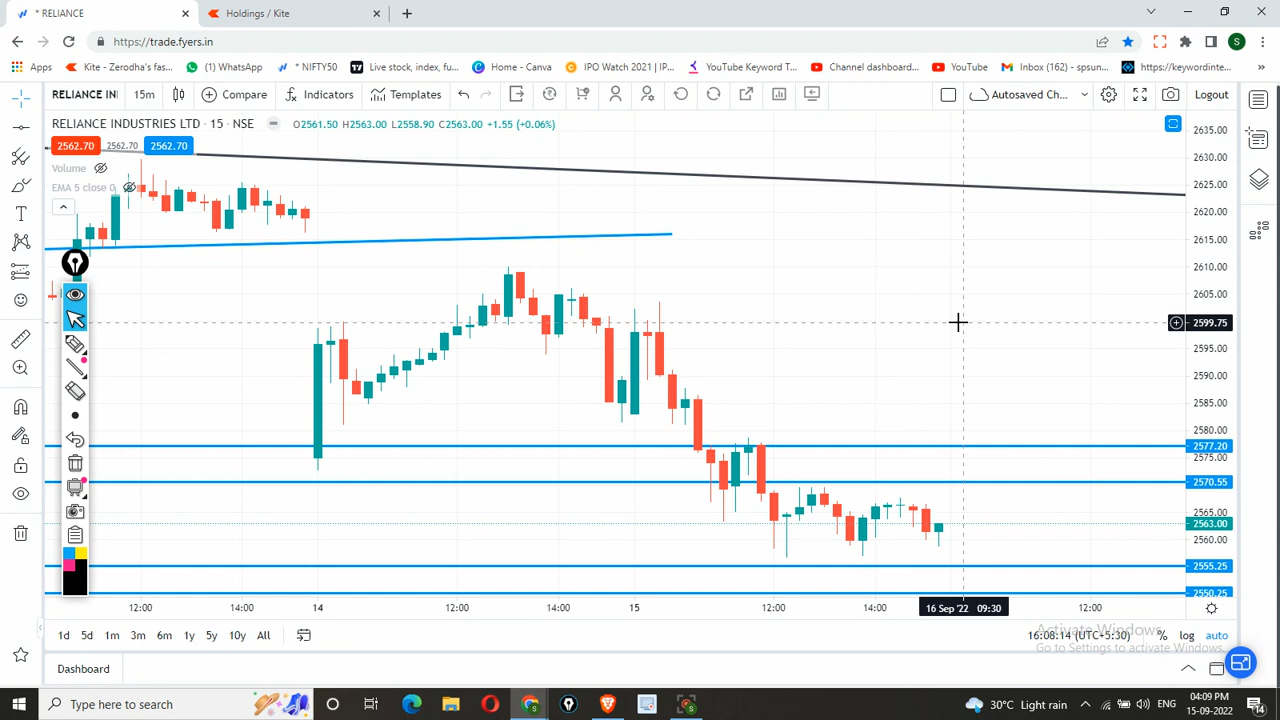 * RELIANCE
Holdings / Kite
https://trade.fyers.in
S
Apps
Kite - Zerodha's fas...
(1) WhatsApp
* NIFTY50
Live stock, index, fu...
Home - Canva
IPO Watch 2021 | IP...
YouTube Keyword T...
Channel dashboard...
YouTube
Inbox (162) - spsun...
https://keywordinte...
»
RELIANCE IN
15m
Compare
Indicators
Templates
Autosaved Ch...
Logout
RELIANCE INDUSTRIES LTD · 15 · NSE
O2561.50 H2563.00 L2558.90 C2563.00 +1.55 (+0.06%)
2562.70
2562.70
2562.70
Volume
EMA 5 close 0
2635.00
2630.00
2625.00
2620.00
2615.00
2610.00
2605.00
2599.75
2595.00
2590.00
2585.00
2580.00
2577.20
2575.00
2570.55
2565.00
2563.00
2560.00
2555.25
2550.25
12:00
14:00
14
12:00
14:00
15
12:00
14:00
16 Sep '22 09:30
12:00
1d
5d
1m
3m
6m
1y
5y
10y
All
16:08:14 (UTC+5:30)
%
log
auto
Activate Windows
Go to Settings to activate Windows.
Dashboard
Type here to search
30°C Light rain
ENG
04:09 PM
15-09-2022
14